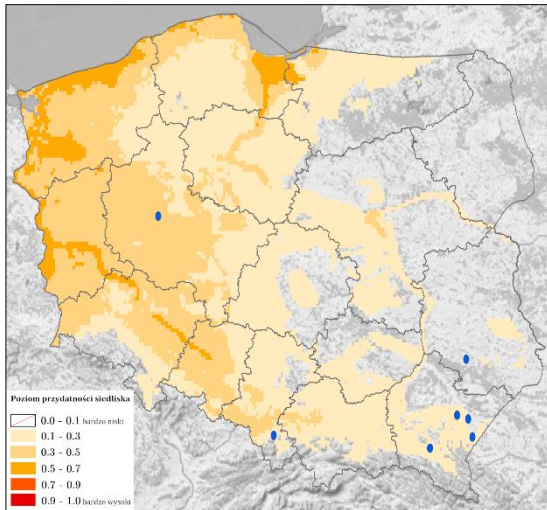 Poziom przydatności siedliska
0.0 - 0.1 bardzo niski
0.1 - 0.3
0.3 - 0.5
0.5 - 0.7
0.7 - 0.9
0.9 - 1.0 bardzo wysoki